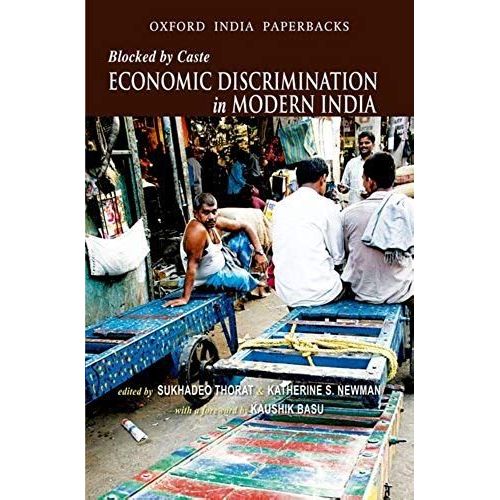 OXFORD INDIA PAPERBACKS
Blocked by Caste
ECONOMIC DISCRIMINATION
in MODERN INDIA
edited by SUKHADEO THORAT & KATHERINE S. NEWMAN
with a foreword by KAUSHIK BASU